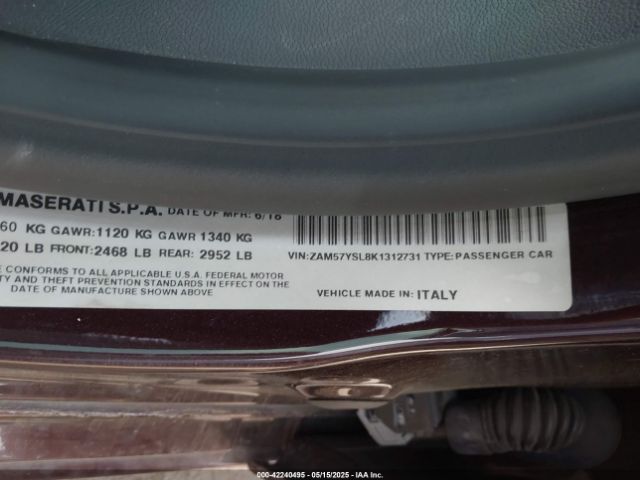 MASERATI S.P.A. DATE OF MFR: 6/18
60 KG GAWR:1120 KG GAWR 1340 KG
20 LB FRONT:2468 LB REAR: 2952 LB
E CONFORMS TO ALL APPLICABLE U.S.A. FEDERAL MOTOR
TY AND THEFT PREVENTION STANDARDS IN EFFECT ON THE
DATE OF MANUFACTURE SHOWN ABOVE
VIN:ZAM57YSL8K1312731 TYPE: PASSENGER CAR
VEHICLE MADE IN: ITALY
000-42240495 - 05/15/2025 - IAA Inc.